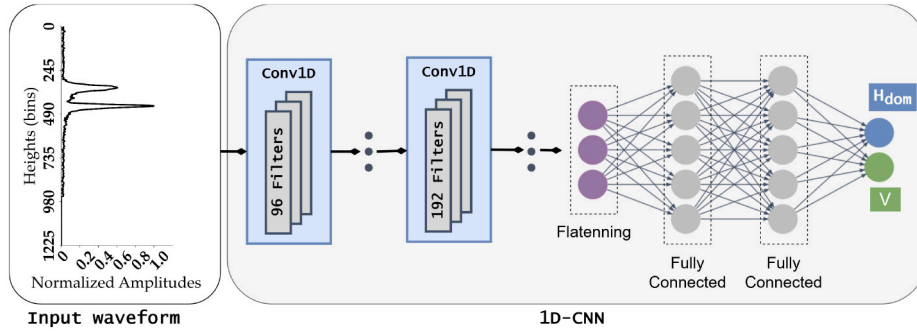 Heights (bins)
0
245
490
735
980
1225
0
0.2
0.4
0.6
0.8
1.0
Normalized Amplitudes
Input waveform
Conv1D
96 Filters
Conv1D
192 Filters
Flatenning
Fully
Connected
Fully
Connected
Hdom
V
1D-CNN